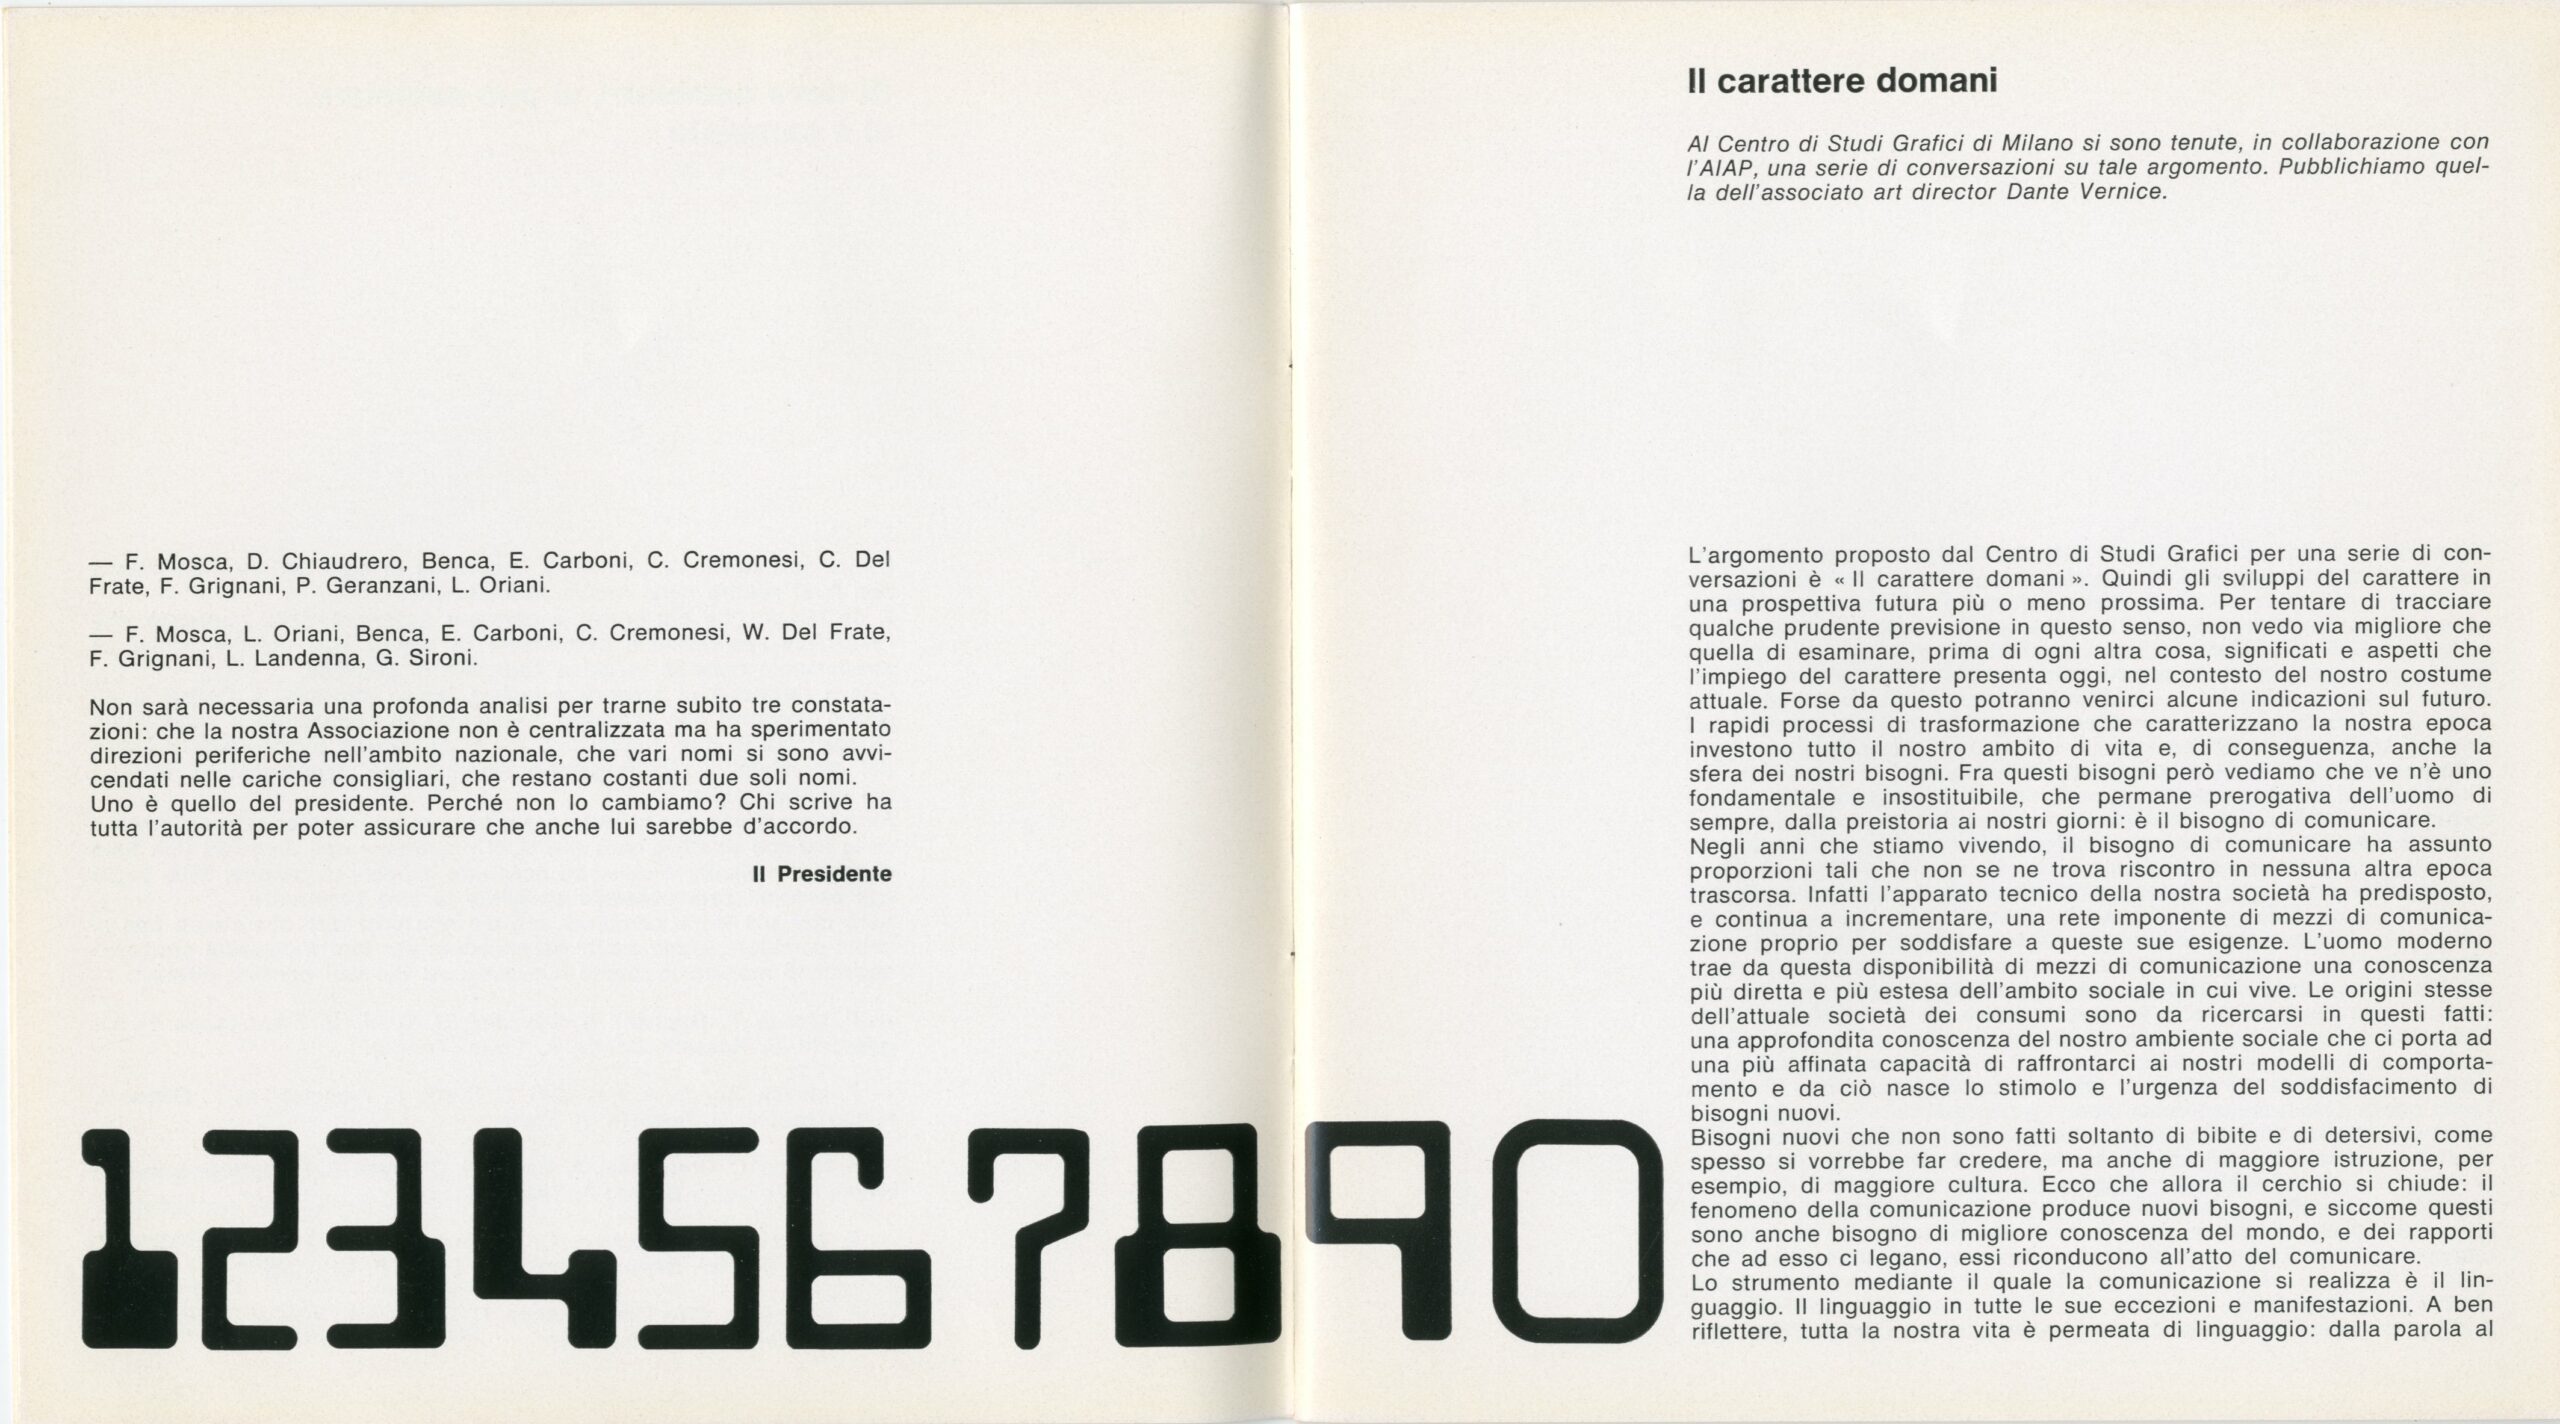 — F. Mosca, D. Chiaudrero, Benca, E. Carboni, C. Cremonesi, C. Del
Frate, F. Grignani, P. Geranzani, L. Oriani.
— F. Mosca, L. Oriani, Benca, E. Carboni, C. Cremonesi, W. Del Frate,
F. Grignani, L. Landenna, G. Sironi.
Non sarà necessaria una profonda analisi per trarne subito tre constata-
zioni: che la nostra Associazione non è centralizzata ma ha sperimentato
direzioni periferiche nell'ambito nazionale, che vari nomi si sono avvi-
cendati nelle cariche consigliari, che restano costanti due soli nomi.
Uno è quello del presidente. Perché non lo cambiamo? Chi scrive ha
tutta l'autorità per poter assicurare che anche lui sarebbe d'accordo.
Il Presidente
1234567890
Il carattere domani
Al Centro di Studi Grafici di Milano si sono tenute, in collaborazione con
l'AIAP, una serie di conversazioni su tale argomento. Pubblichiamo quel-
la dell'associato art director Dante Vernice.
L'argomento proposto dal Centro di Studi Grafici per una serie di con-
versazioni è « Il carattere domani ». Quindi gli sviluppi del carattere in
una prospettiva futura più o meno prossima. Per tentare di tracciare
qualche prudente previsione in questo senso, non vedo via migliore che
quella di esaminare, prima di ogni altra cosa, significati e aspetti che
l'impiego del carattere presenta oggi, nel contesto del nostro costume
attuale. Forse da questo potranno venirci alcune indicazioni sul futuro.
I rapidi processi di trasformazione che caratterizzano la nostra epoca
investono tutto il nostro ambito di vita e, di conseguenza, anche la
sfera dei nostri bisogni. Fra questi bisogni però vediamo che ve n'è uno
fondamentale e insostituibile, che permane prerogativa dell'uomo di
sempre, dalla preistoria ai nostri giorni: è il bisogno di comunicare.
Negli anni che stiamo vivendo, il bisogno di comunicare ha assunto
proporzioni tali che non se ne trova riscontro in nessuna altra epoca
trascorsa. Infatti l'apparato tecnico della nostra società ha predisposto,
e continua a incrementare, una rete imponente di mezzi di comunica-
zione proprio per soddisfare a queste sue esigenze. L'uomo moderno
trae da questa disponibilità di mezzi di comunicazione una conoscenza
più diretta e più estesa dell'ambito sociale in cui vive. Le origini stesse
dell'attuale società dei consumi sono da ricercarsi in questi fatti:
una approfondita conoscenza del nostro ambiente sociale che ci porta ad
una più affinata capacità di raffrontarci ai nostri modelli di comporta-
mento e da ciò nasce lo stimolo e l'urgenza del soddisfacimento di
bisogni nuovi.
Bisogni nuovi che non sono fatti soltanto di bibite e di detersivi, come
spesso si vorrebbe far credere, ma anche di maggiore istruzione, per
esempio, di maggiore cultura. Ecco che allora il cerchio si chiude: il
fenomeno della comunicazione produce nuovi bisogni, e siccome questi
sono anche bisogno di migliore conoscenza del mondo, e dei rapporti
che ad esso ci legano, essi riconducono all'atto del comunicare.
Lo strumento mediante il quale la comunicazione si realizza è il lin-
guaggio. Il linguaggio in tutte le sue eccezioni e manifestazioni. A ben
riflettere, tutta la nostra vita è permeata di linguaggio: dalla parola al